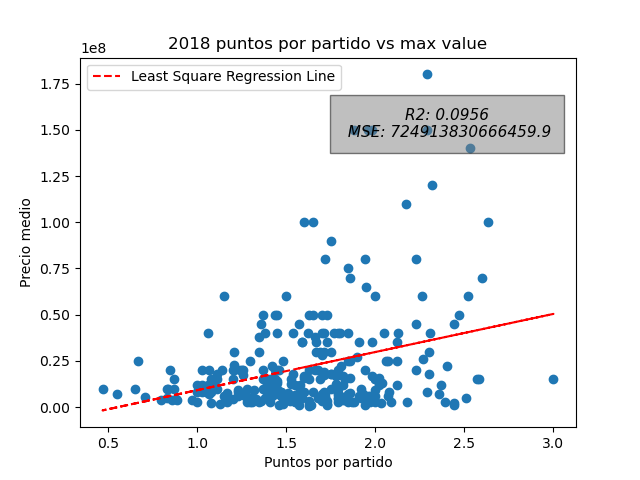 2018 puntos por partido vs max value
1e8
Least Square Regression Line
R2: 0.0956
MSE: 724913830666459.9
1.75
1.50
1.25
1.00
0.75
0.50
0.25
0.00
Precio medio
0.5 1.0 1.5 2.0 2.5 3.0
Puntos por partido